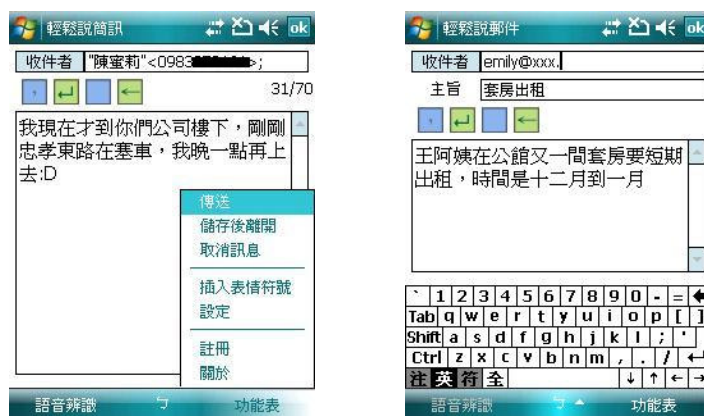 輕鬆說簡訊 ok
收件者 "陳蜜莉"<0983
31/70
我現在才到你們公司樓下，剛剛
忠孝東路在塞車，我晚一點再上
去:D
傳送
儲存後離開
取消訊息
插入表情符號
設定
註冊
關於
語音辨識 功能表
輕鬆說郵件 ok
收件者 emily@xxx.
主旨 套房出租
王阿姨在公館又一間套房要短期
出租，時間是十二月到一月
` 1 2 3 4 5 6 7 8 9 0 - =
Tab q w e r t y u i o p [ ]
Shift a s d f g h j k l ; '
Ctrl z x c v b n m , . /
注 英 符 全 ↓ ↑ ← →
語音辨識 功能表